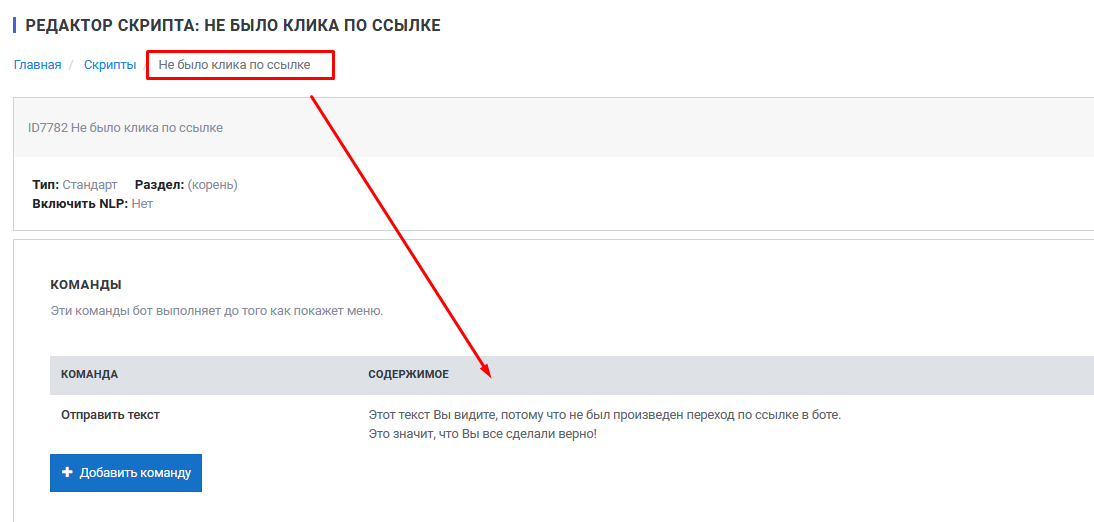 РЕДАКТОР СКРИПТА: НЕ БЫЛО КЛИКА ПО ССЫЛКЕ
Главная / Скрипты / Не было клика по ссылке
ID7782 Не было клика по ссылке
Тип: Стандарт Раздел: (корень)
Включить NLP: Нет
КОМАНДЫ
Эти команды бот выполняет до того как покажет меню.
КОМАНДА СОДЕРЖИМОЕ
Отправить текст Этот текст Вы видите, потому что не был произведен переход по ссылке в боте.
Это значит, что Вы все сделали верно!
+ Добавить команду